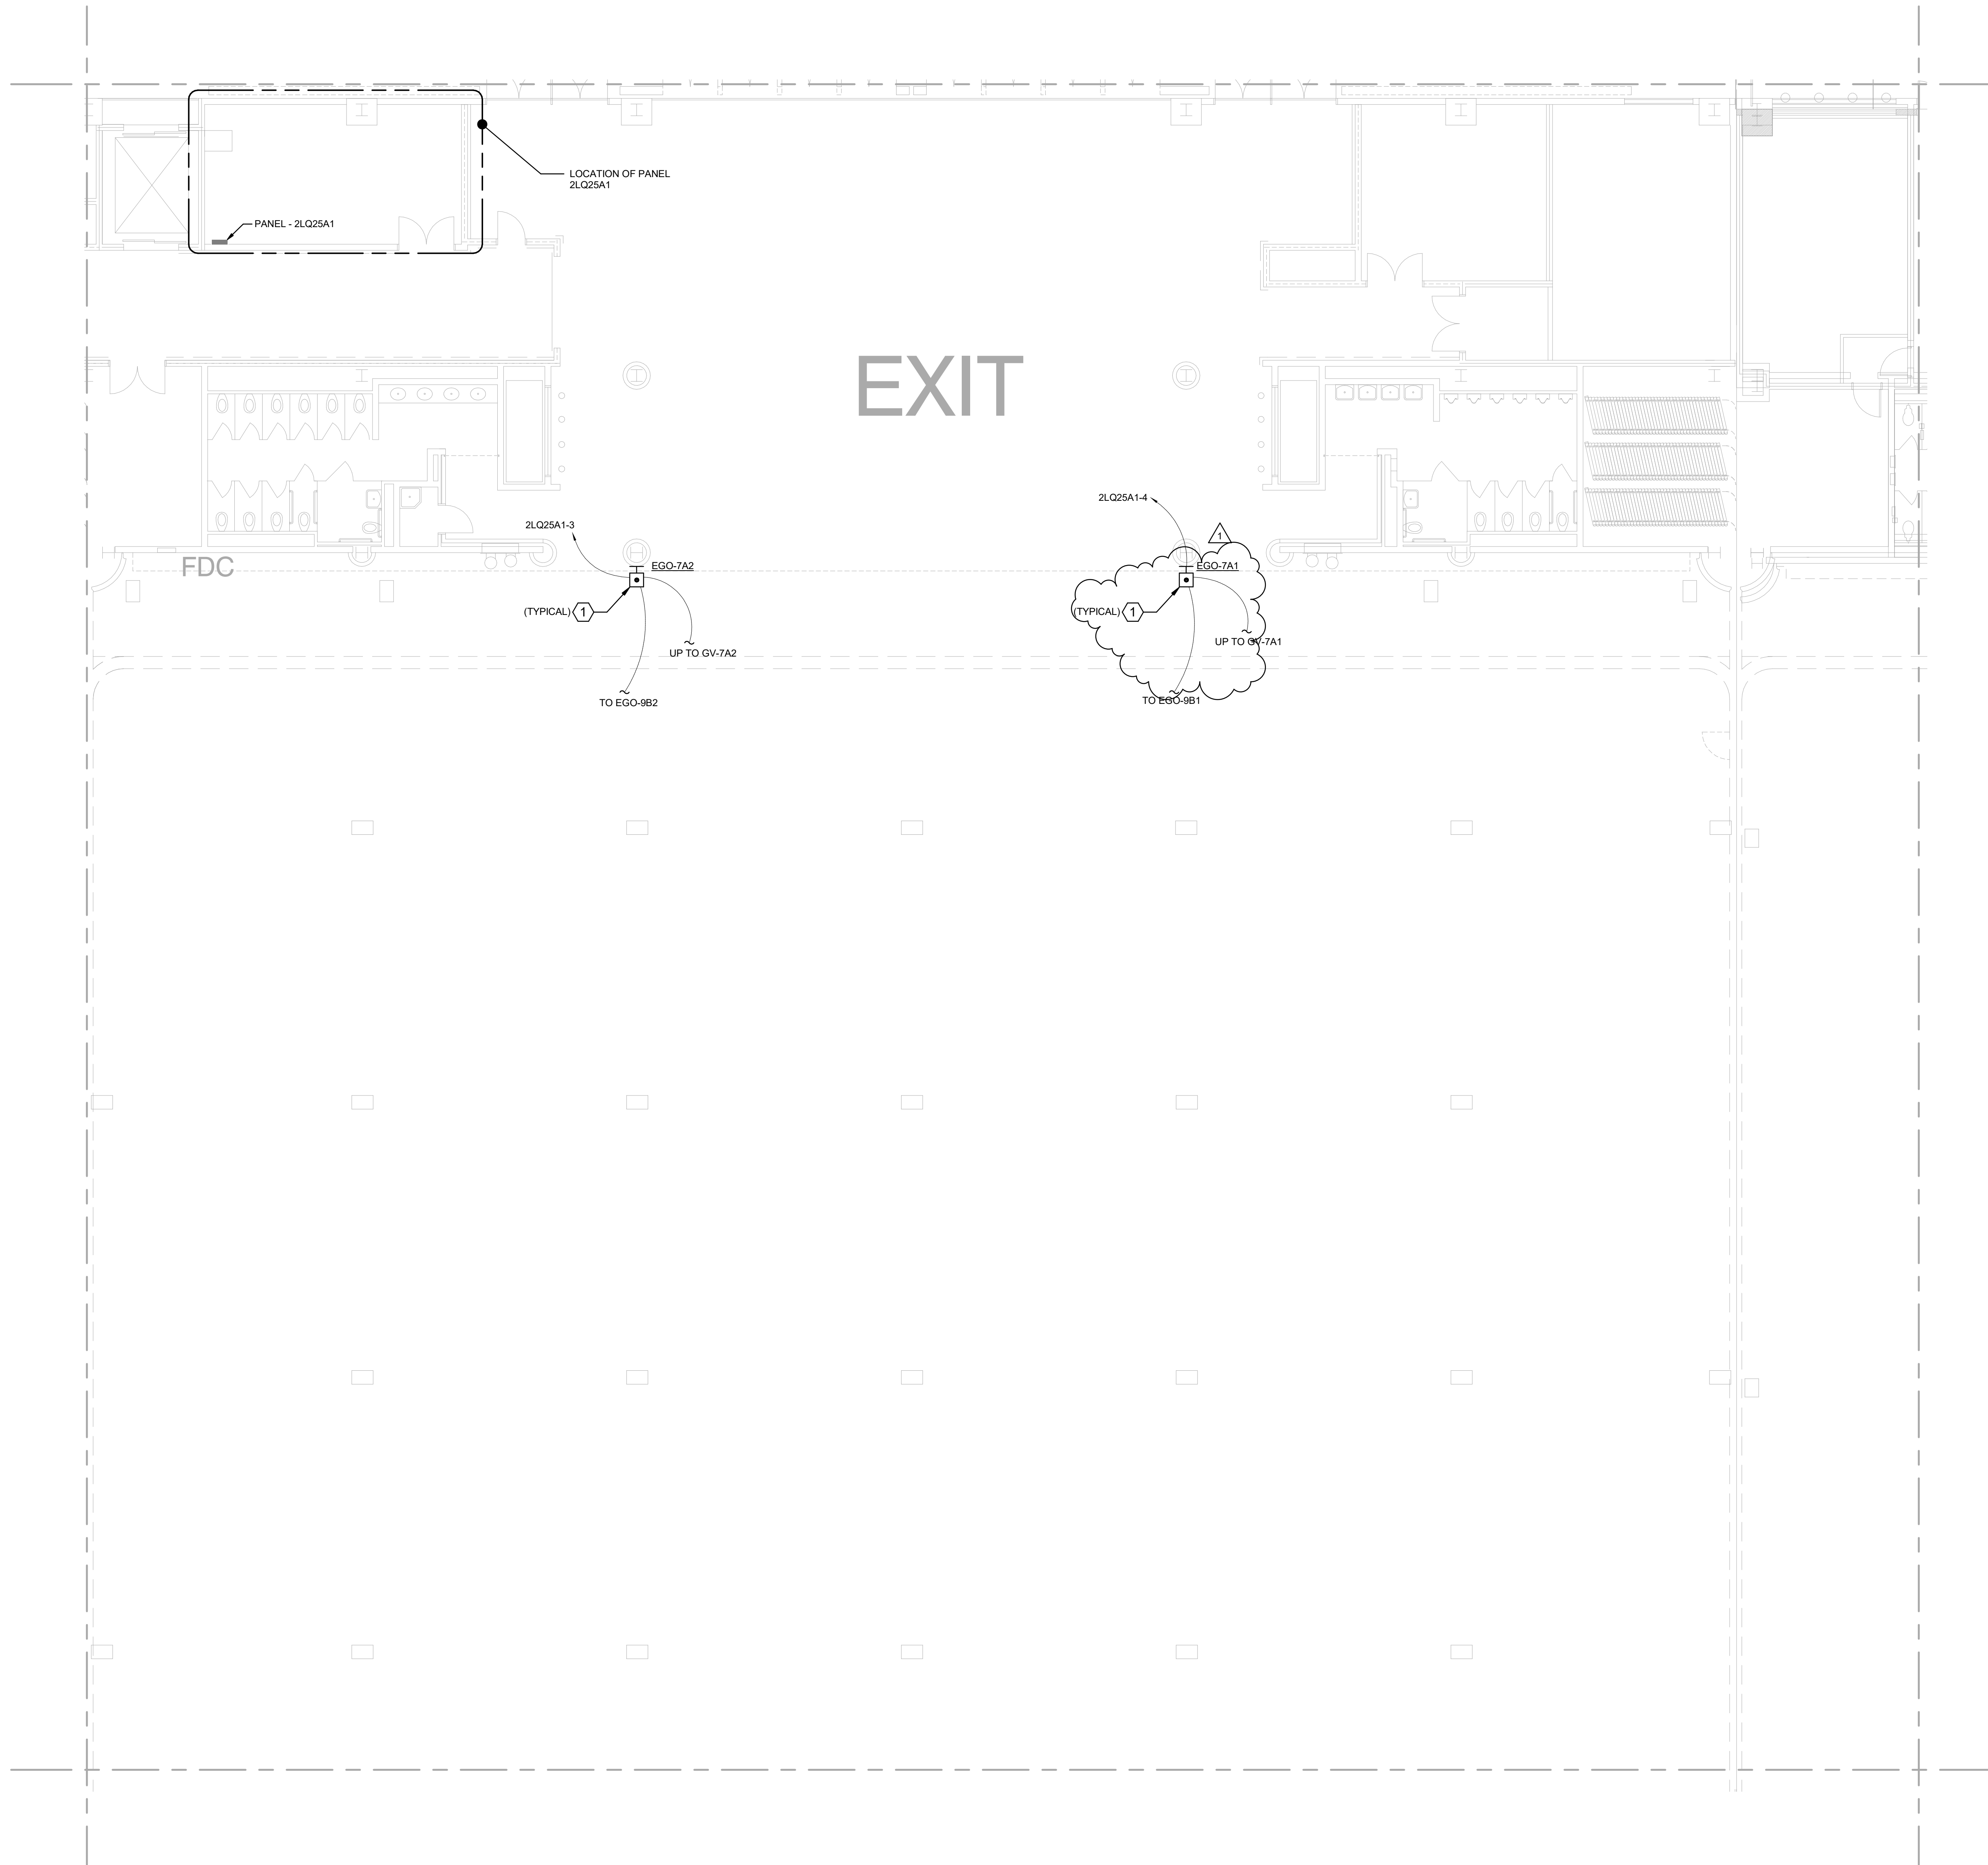 LOCATION OF PANEL
2LQ25A1
PANEL - 2LQ25A1
EXIT
2LQ25A1-3
EGO-7A2
FDC
(TYPICAL) 1
UP TO GV-7A2
TO EGO-9B2
2LQ25A1-4
1
EGO-7A1
(TYPICAL) 1
UP TO GV-7A1
TO EGO-9B1